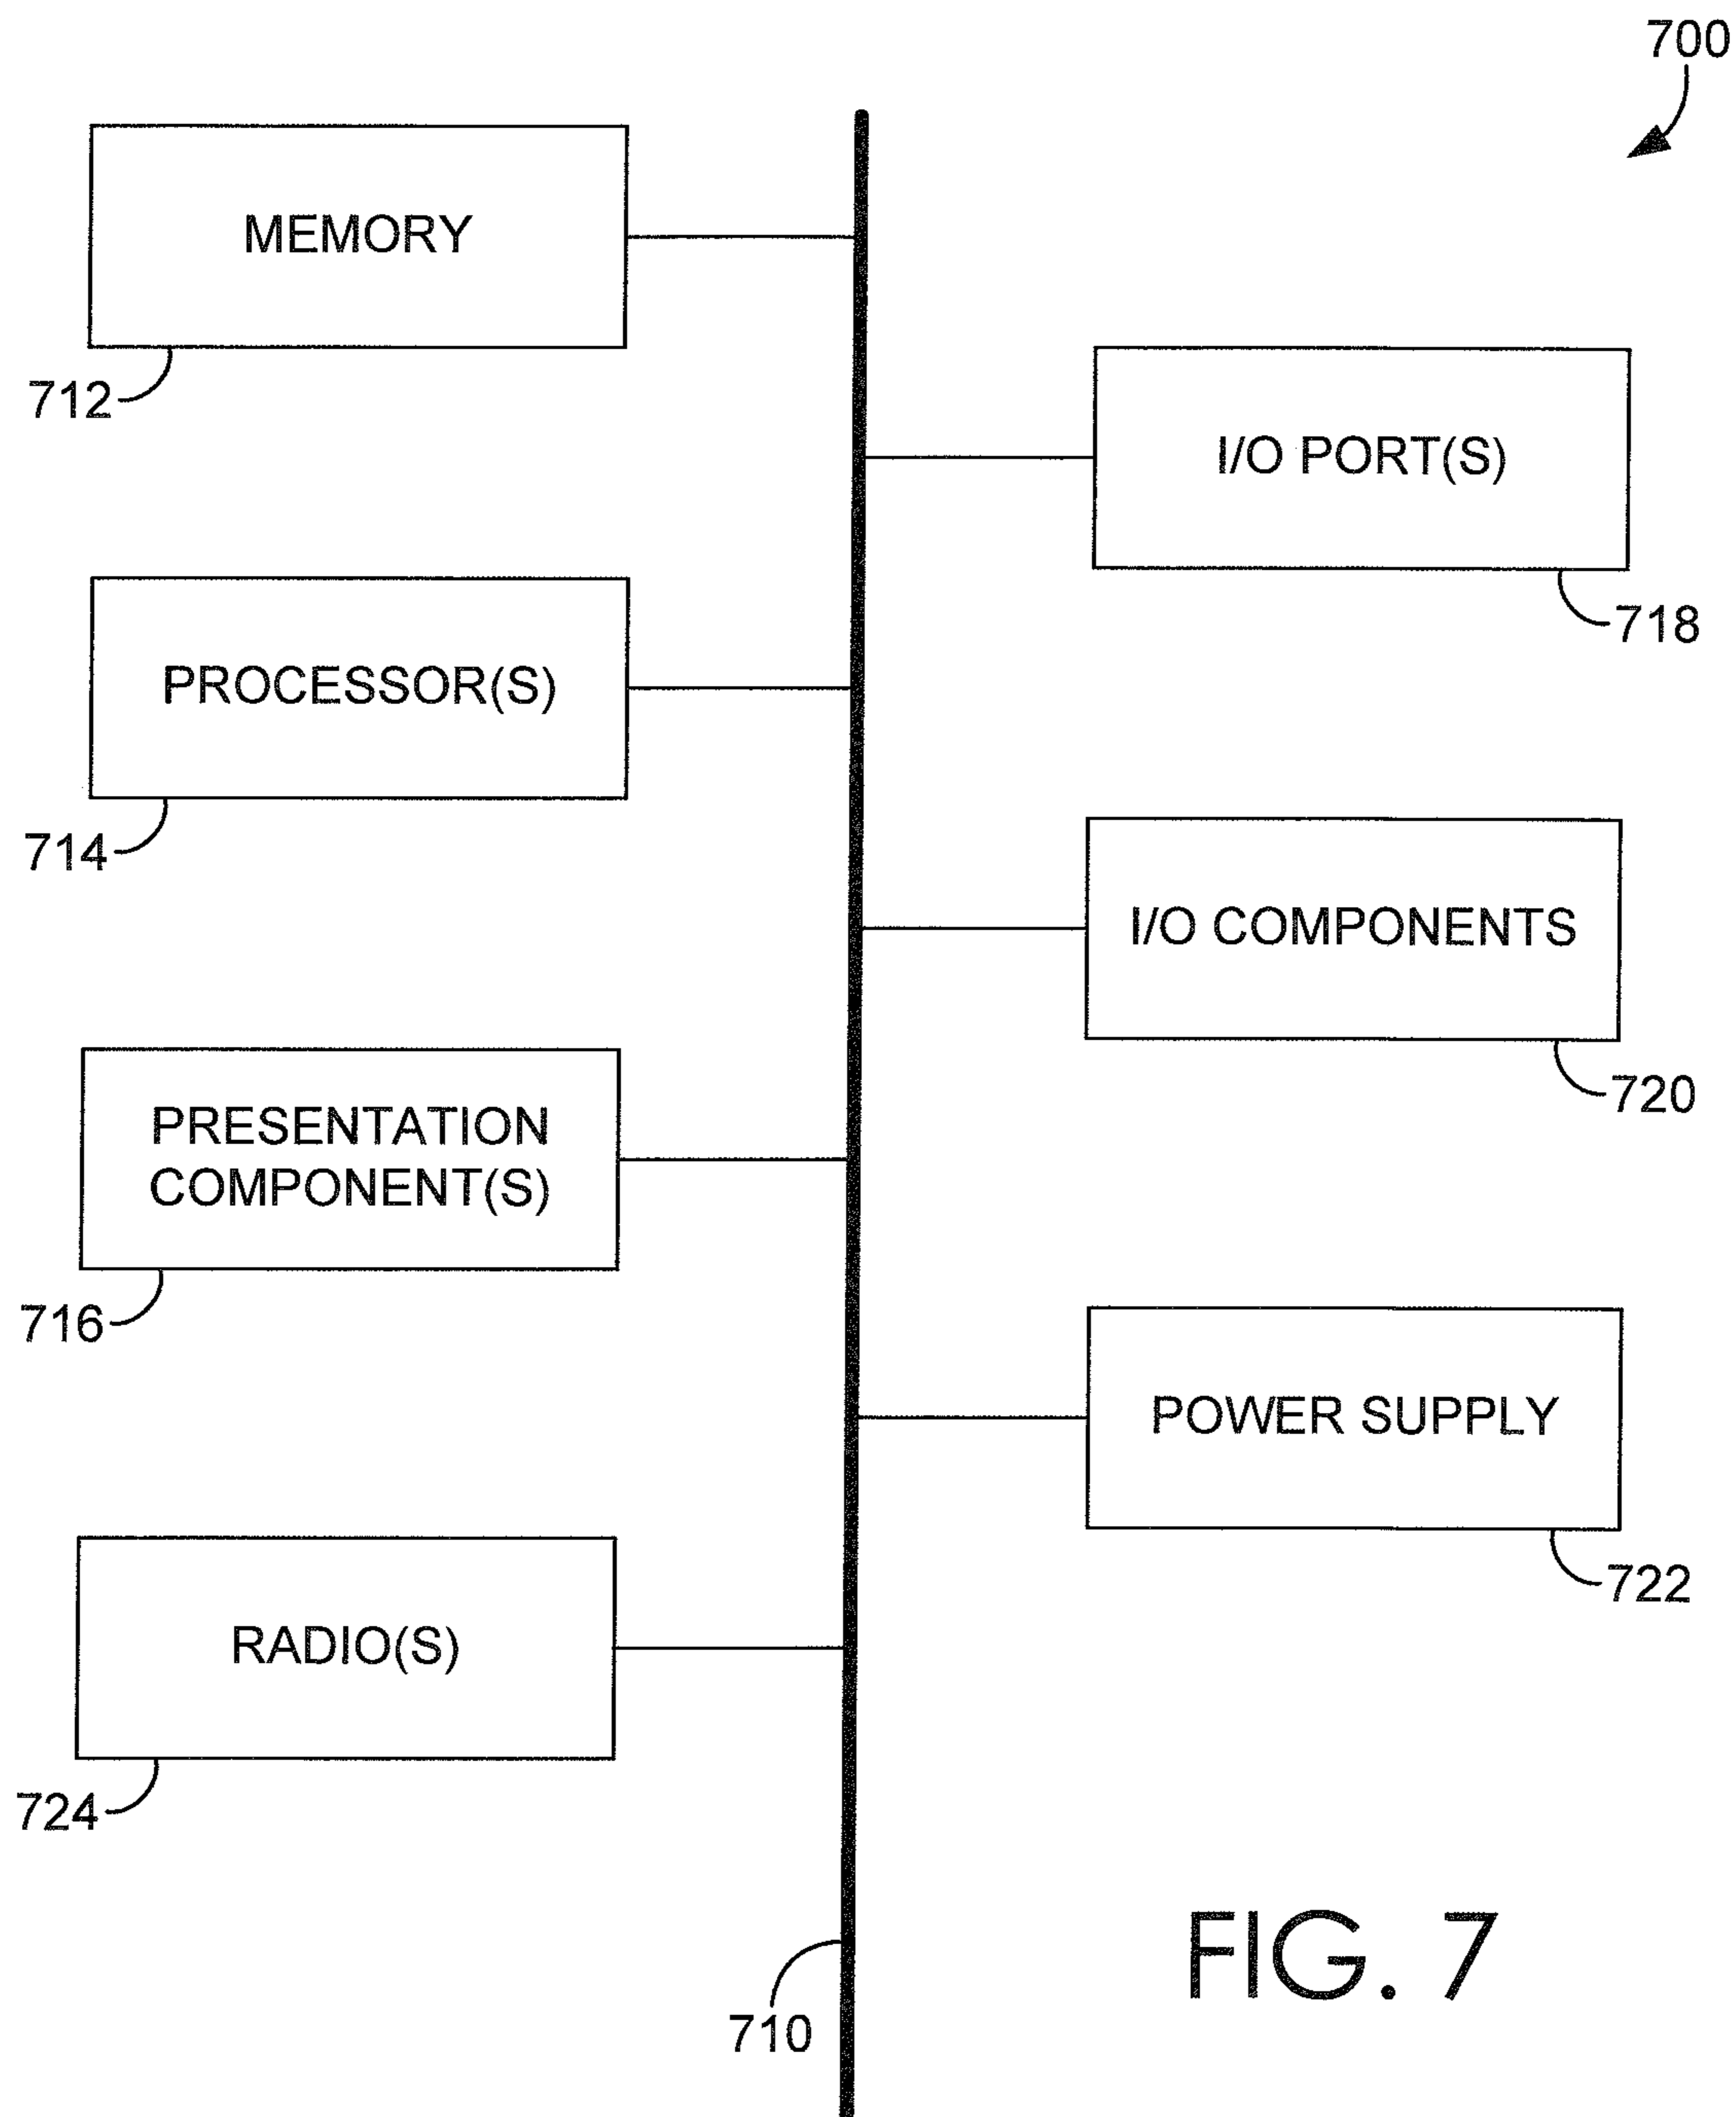 700
MEMORY
712
I/O PORT(S)
718
PROCESSOR(S)
714
I/O COMPONENTS
720
PRESENTATION
COMPONENT(S)
716
POWER SUPPLY
722
RADIO(S)
724
710
FIG. 7